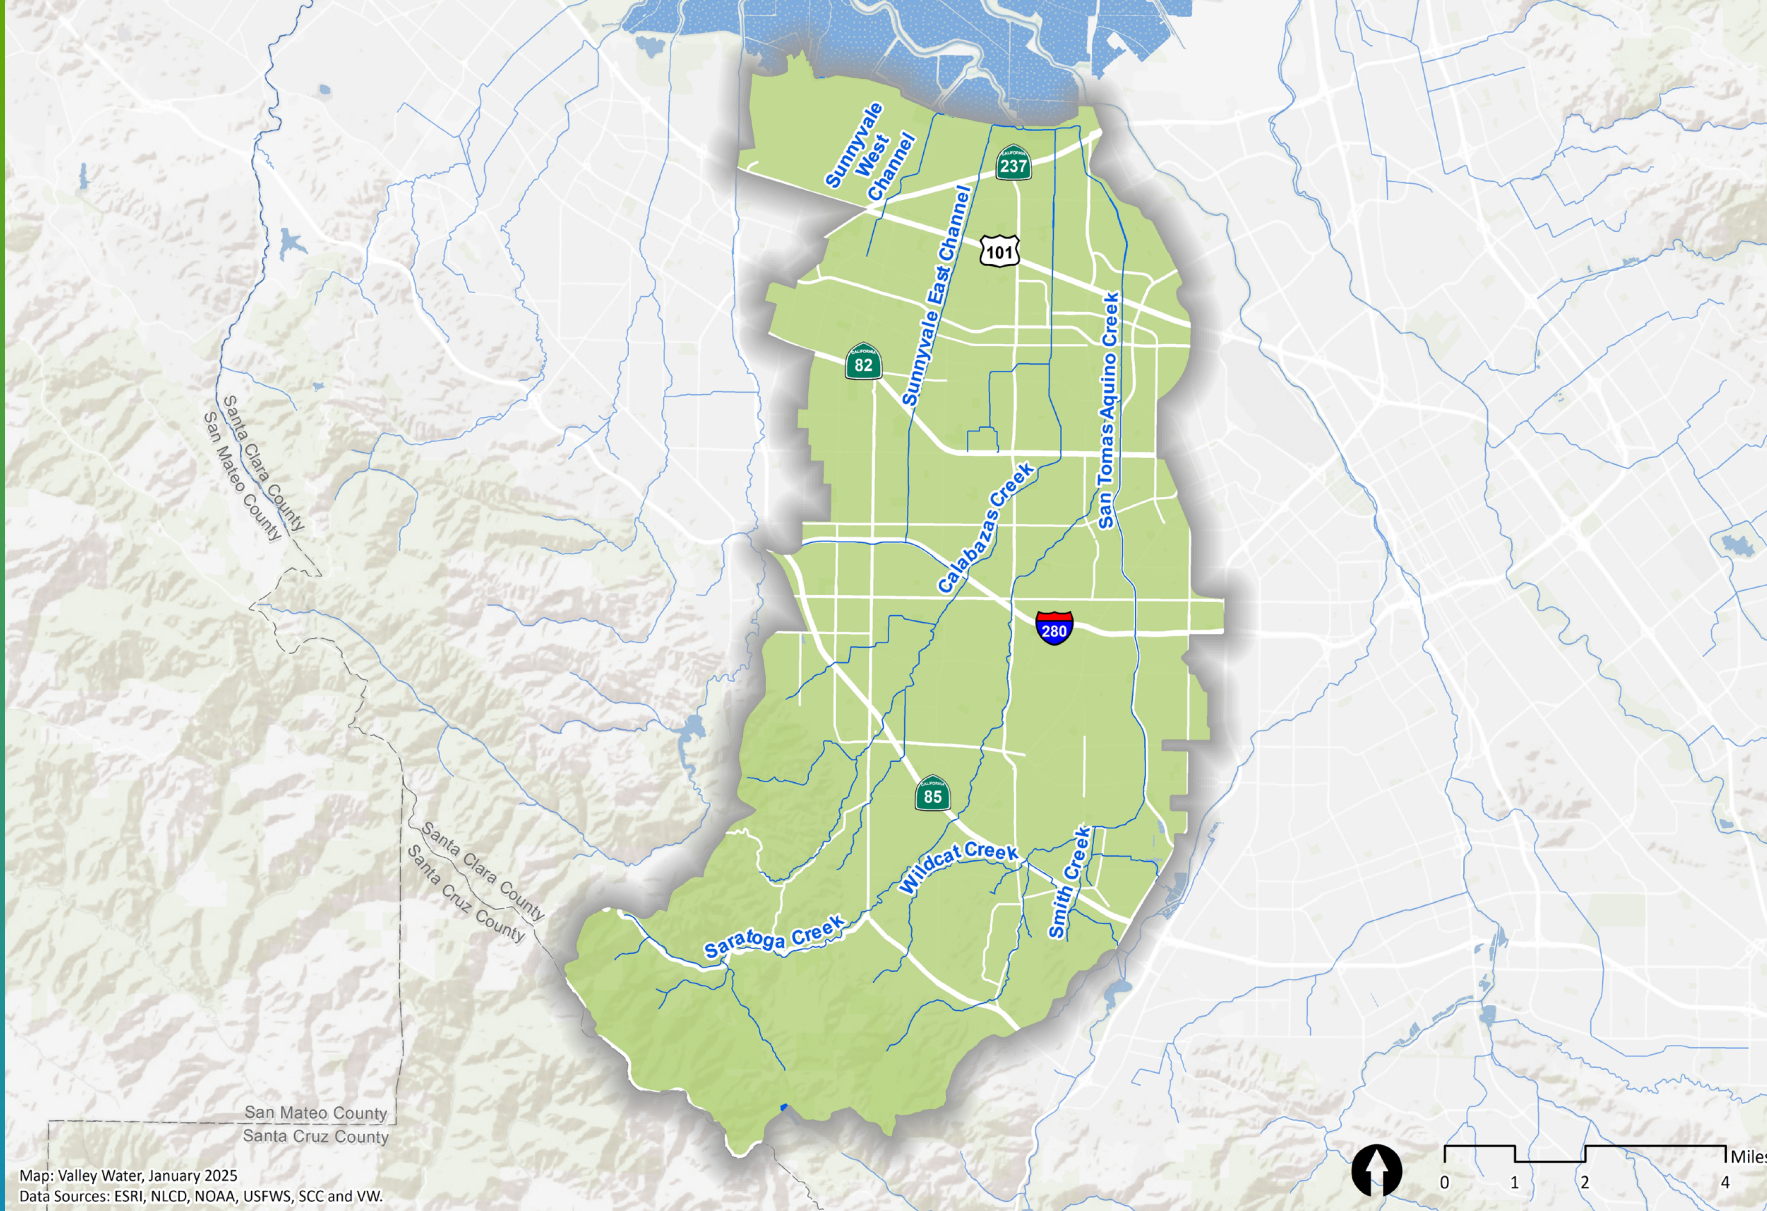 Sunnyvale
West
Channel
CALIFORNIA
237
Sunnyvale East Channel
101
San Tomas Aquino Creek
CALIFORNIA
82
Santa Clara County
San Mateo County
Calabazas Creek
280
CALIFORNIA
85
Santa Clara County
Santa Cruz County
Wildcat Creek
Smith Creek
Saratoga Creek
San Mateo County
Santa Cruz County
Map: Valley Water, January 2025
Data Sources: ESRI, NLCD, NOAA, USFWS, SCC and VW.
Miles
0 1 2 4